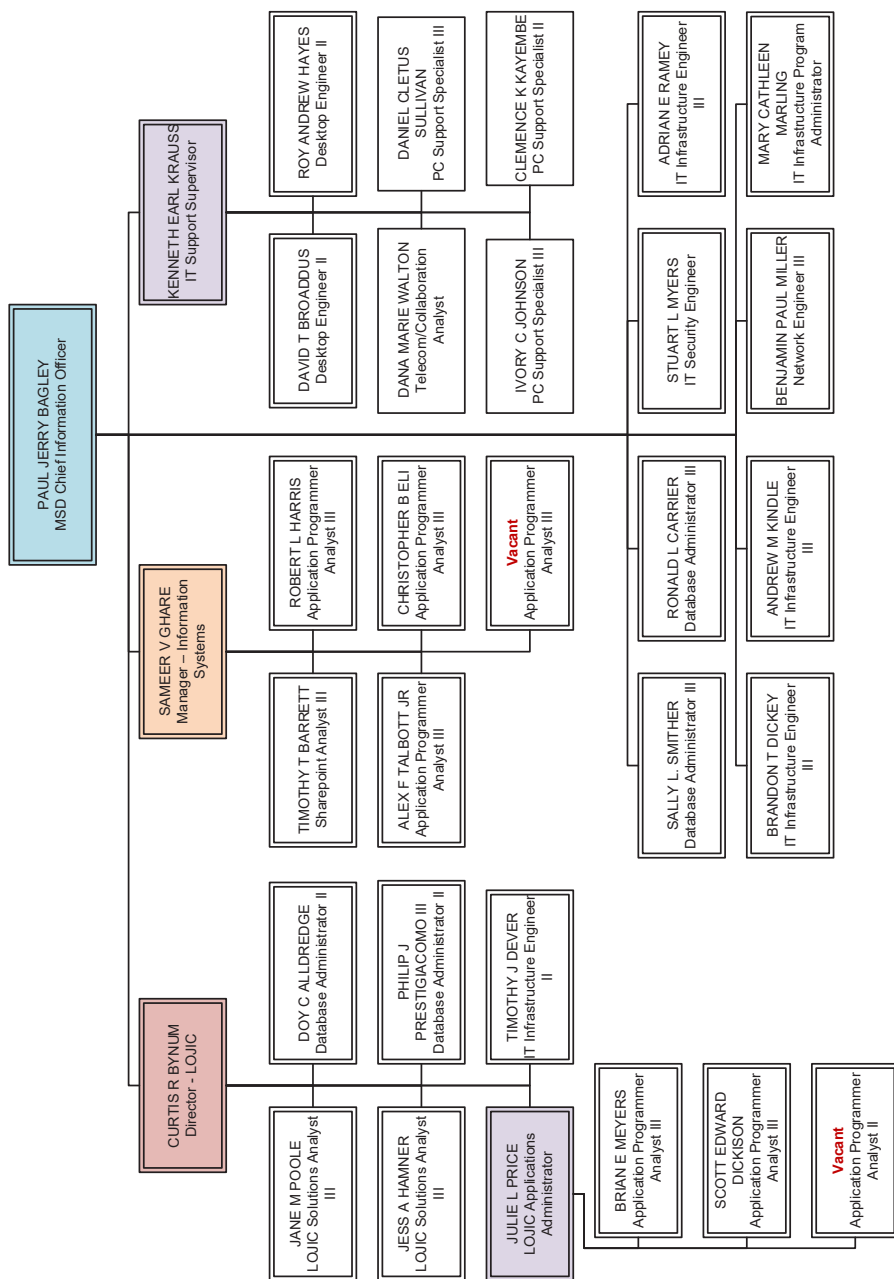 PAUL JERRY BAGLEY
MSD Chief Information Officer
CURTIS R BYNUM
Director - LOJIC
SAMEER V GHARE
Manager – Information
Systems
KENNETH EARL KRAUSS
IT Support Supervisor
JANE M POOLE
LOJIC Solutions Analyst
III
DOY C ALLDREDGE
Database Administrator II
JESS A HAMNER
LOJIC Solutions Analyst
III
PHILIP J
PRESTIGIACOMO III
Database Administrator II
JULIE L PRICE
LOJIC Applications
Administrator
TIMOTHY J DEVER
IT Infrastructure Engineer
II
BRIAN E MEYERS
Application Programmer
Analyst III
SCOTT EDWARD
DICKISON
Application Programmer
Analyst III
Vacant
Application Programmer
Analyst II
TIMOTHY T BARRETT
Sharepoint Analyst III
ROBERT L HARRIS
Application Programmer
Analyst III
ALEX F TALBOTT JR
Application Programmer
Analyst III
CHRISTOPHER B ELI
Application Programmer
Analyst III
Vacant
Application Programmer
Analyst III
DAVID T BROADDUS
Desktop Engineer II
ROY ANDREW HAYES
Desktop Engineer II
DANA MARIE WALTON
Telecom/Collaboration
Analyst
DANIEL CLETUS
SULLIVAN
PC Support Specialist III
IVORY C JOHNSON
PC Support Specialist III
CLEMENCE K KAYEMBE
PC Support Specialist II
SALLY L. SMITHER
Database Administrator III
RONALD L CARRIER
Database Administrator III
STUART L MYERS
IT Security Engineer
ADRIAN E RAMEY
IT Infrastructure Engineer
III
BRANDON T DICKEY
IT Infrastructure Engineer
III
ANDREW M KINDLE
IT Infrastructure Engineer
III
BENJAMIN PAUL MILLER
Network Engineer III
MARY CATHLEEN
MARLING
IT Infrastructure Program
Administrator